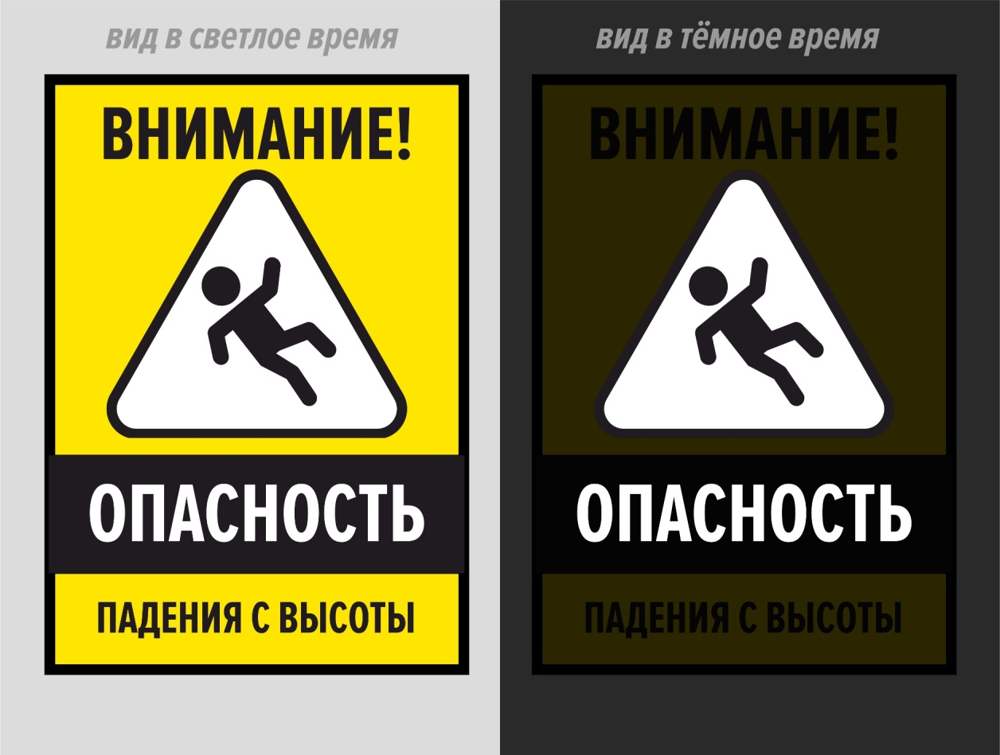 вид в светлое время
ВНИМАНИЕ!
ОПАСНОСТЬ
ПАДЕНИЯ С ВЫСОТЫ
вид в тёмное время
ВНИМАНИЕ!
ОПАСНОСТЬ
ПАДЕНИЯ С ВЫСОТЫ